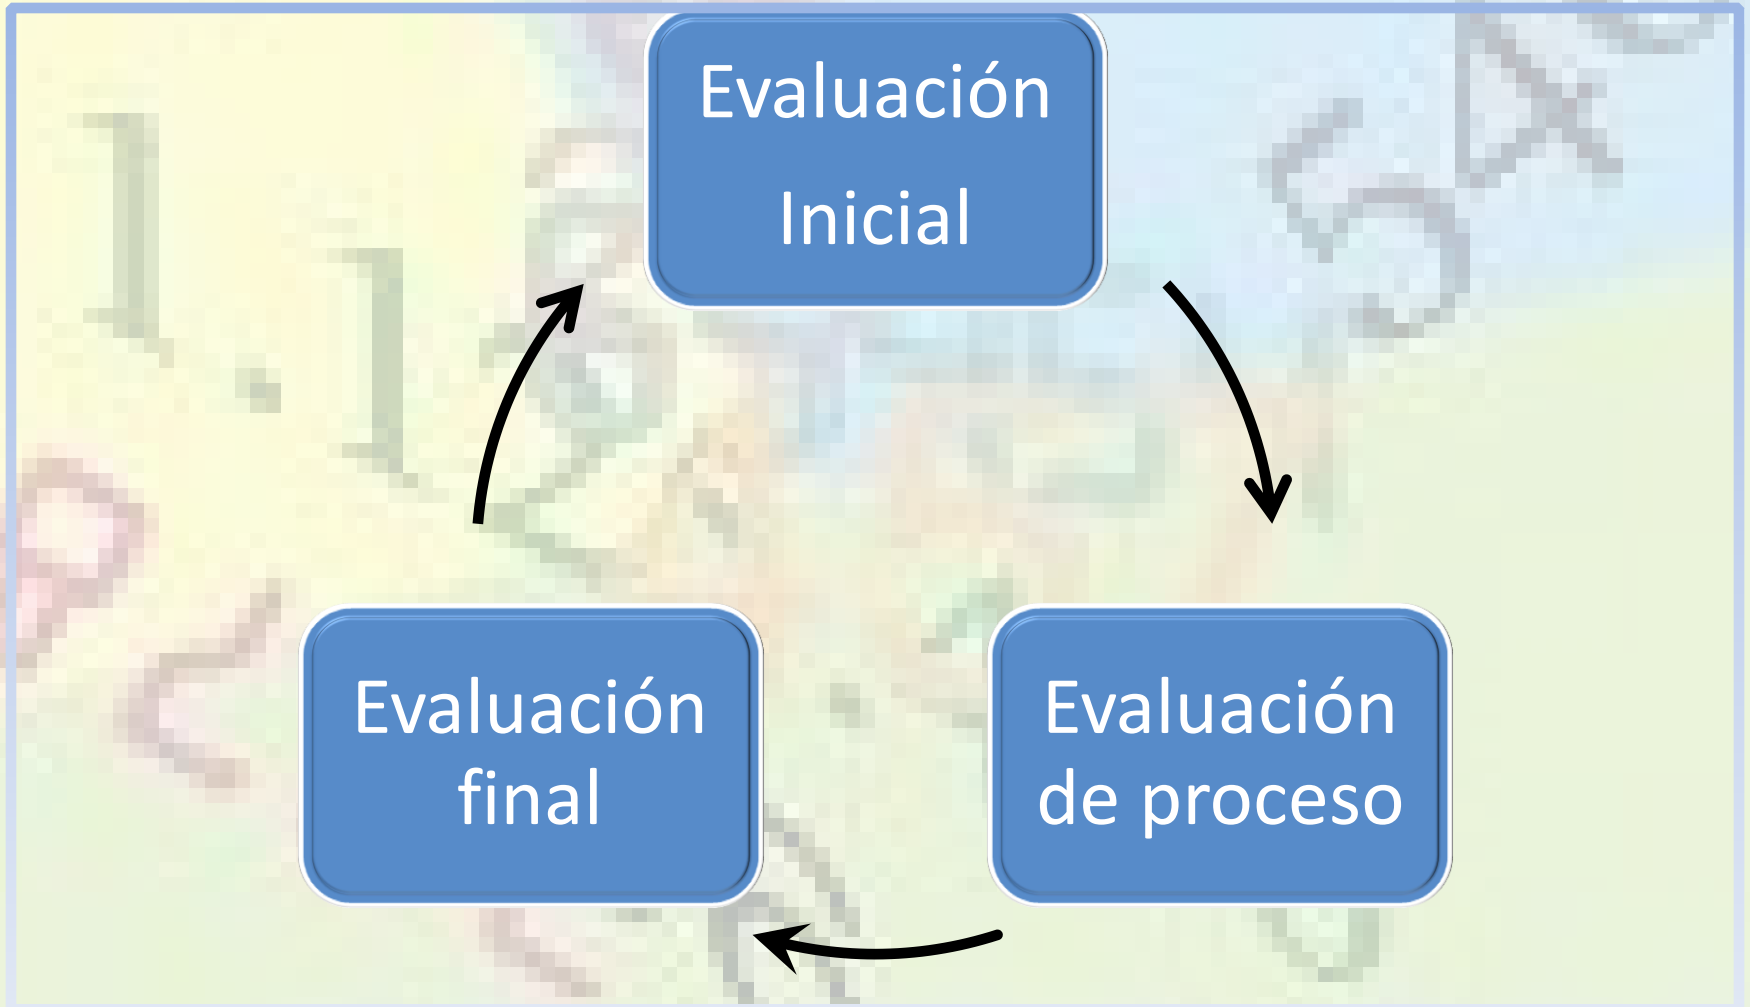 Evaluación
Inicial
Evaluación
final
Evaluación
de proceso